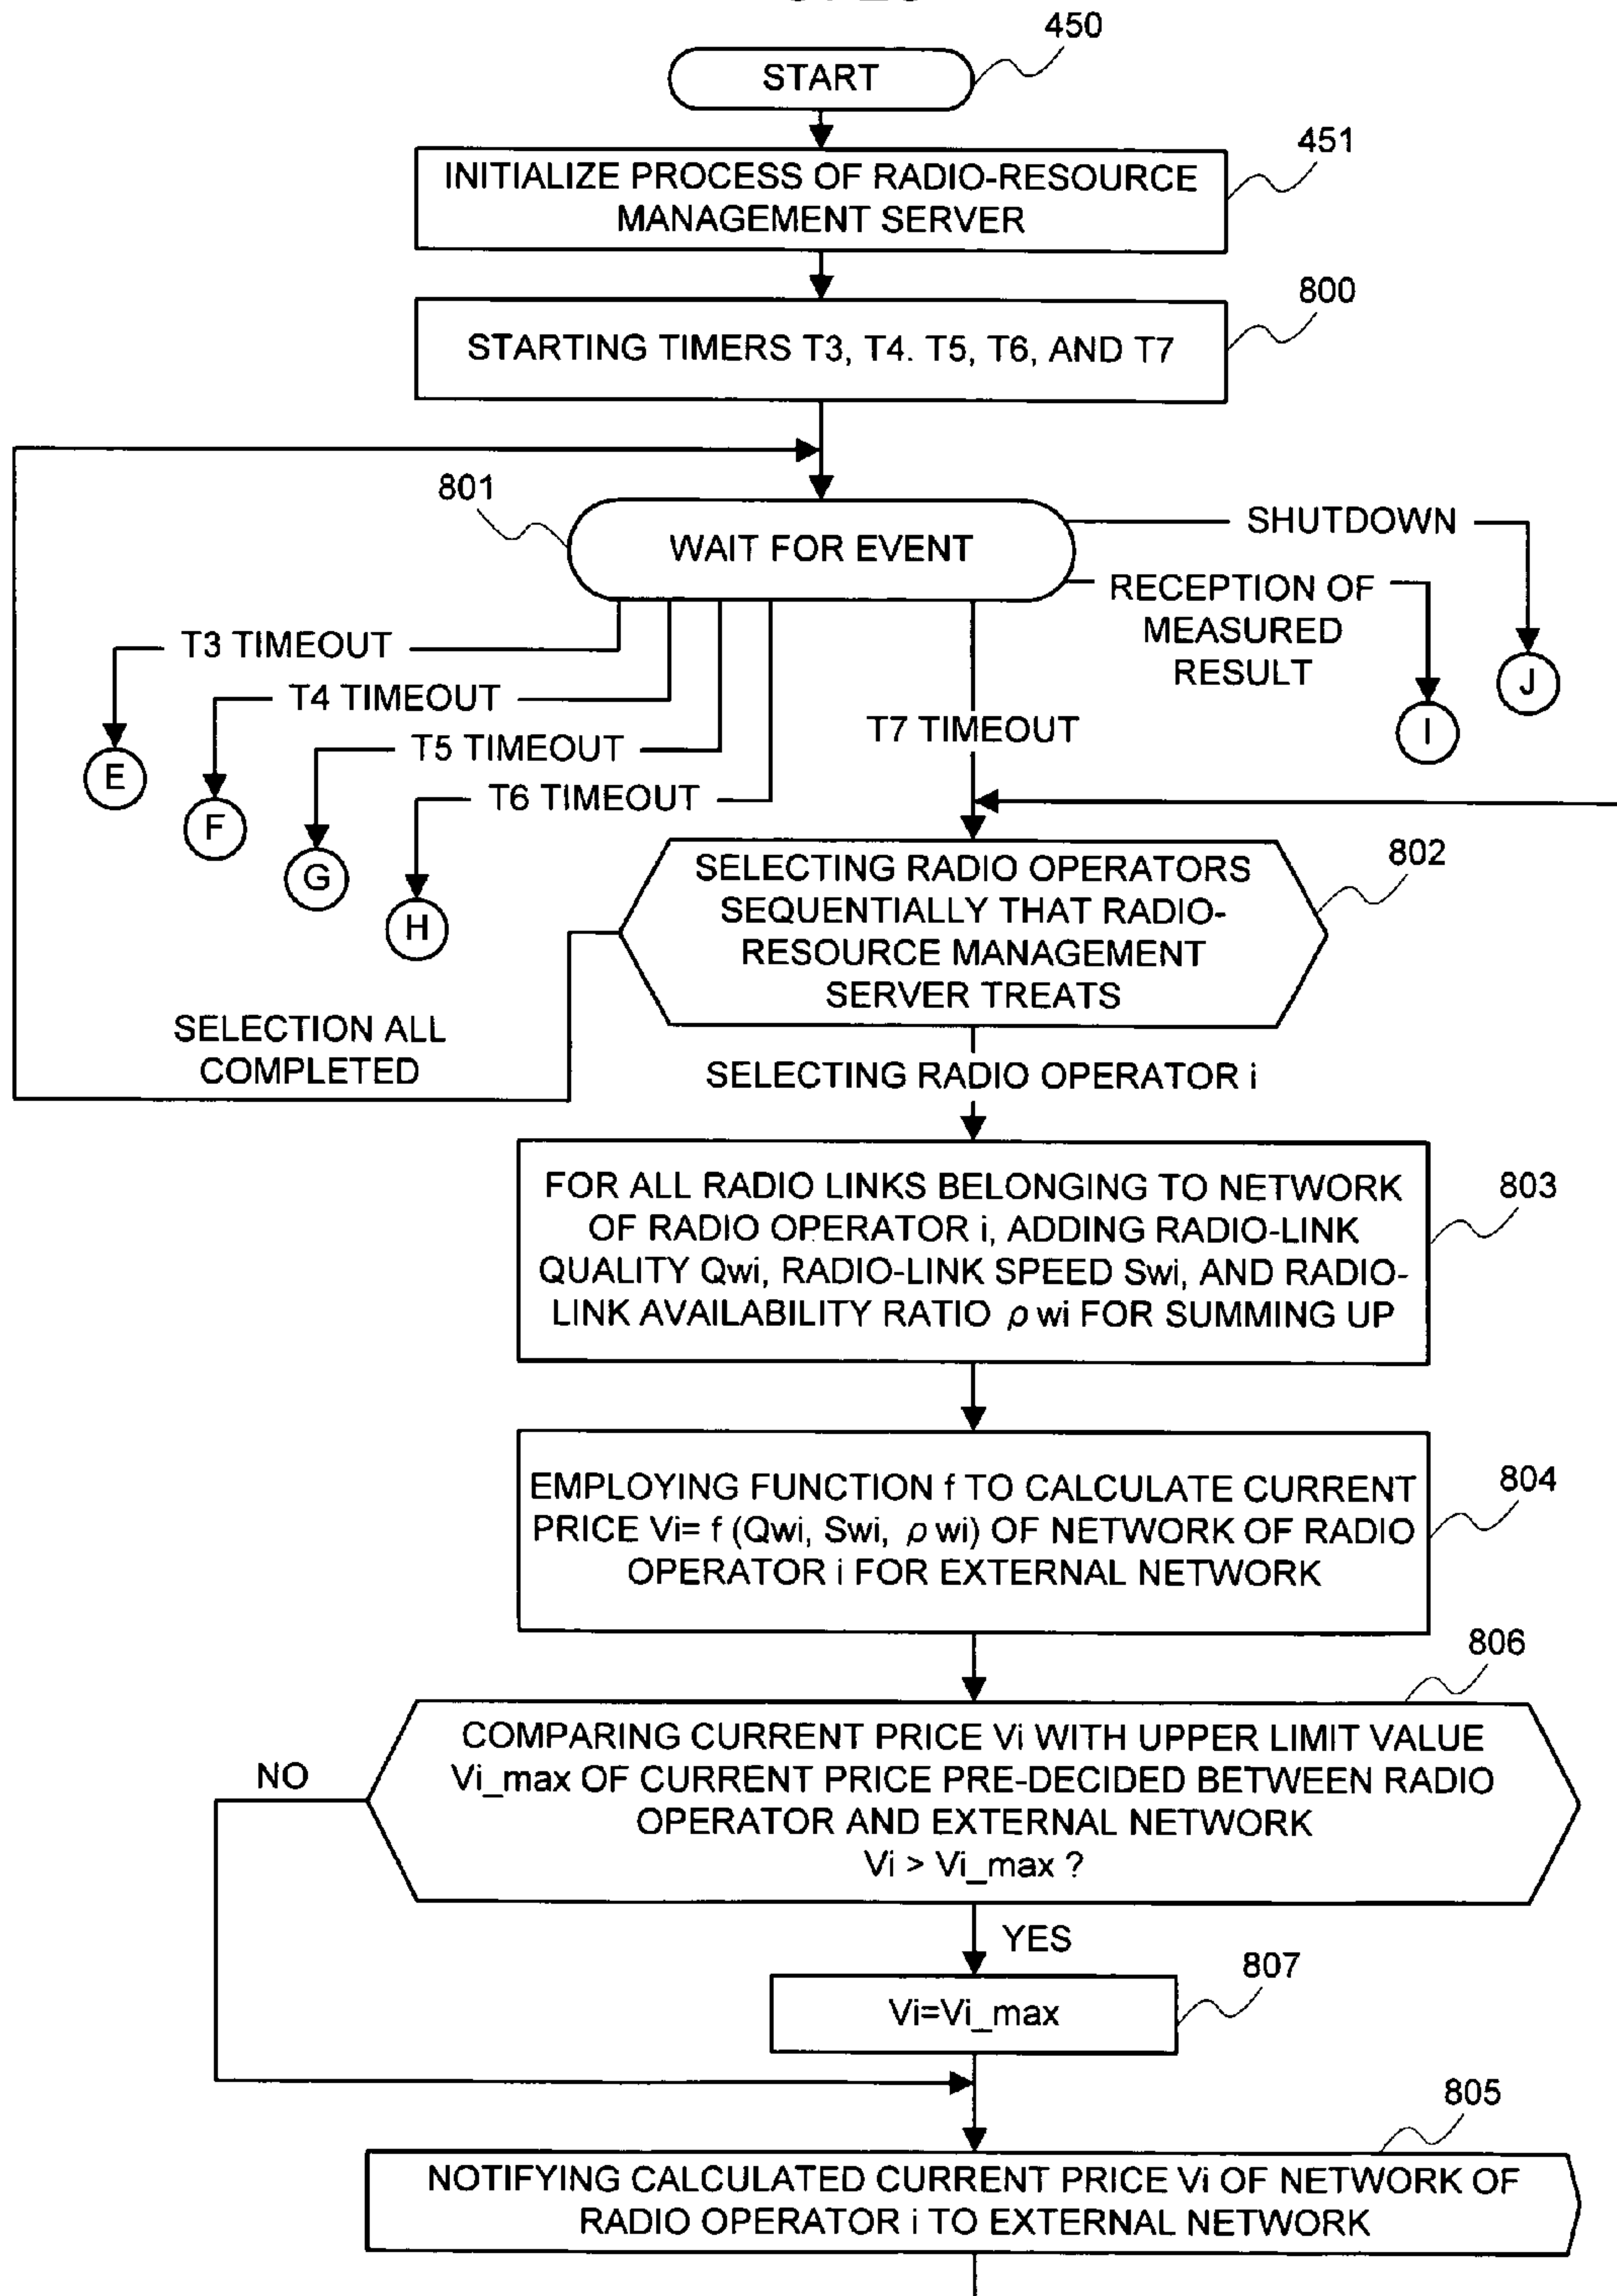 450
START
451
INITIALIZE PROCESS OF RADIO-RESOURCE
MANAGEMENT SERVER
800
STARTING TIMERS T3, T4. T5, T6, AND T7
801
WAIT FOR EVENT
SHUTDOWN
RECEPTION OF
MEASURED
RESULT
T3 TIMEOUT
T4 TIMEOUT
T5 TIMEOUT
T6 TIMEOUT
T7 TIMEOUT
J
I
E
F
G
H
802
SELECTING RADIO OPERATORS
SEQUENTIALLY THAT RADIO-
RESOURCE MANAGEMENT
SERVER TREATS
SELECTION ALL
COMPLETED
SELECTING RADIO OPERATOR i
803
FOR ALL RADIO LINKS BELONGING TO NETWORK
OF RADIO OPERATOR i, ADDING RADIO-LINK
QUALITY Qwi, RADIO-LINK SPEED Swi, AND RADIO-
LINK AVAILABILITY RATIO ρ wi FOR SUMMING UP
804
EMPLOYING FUNCTION f TO CALCULATE CURRENT
PRICE Vi= f (Qwi, Swi, ρ wi) OF NETWORK OF RADIO
OPERATOR i FOR EXTERNAL NETWORK
806
COMPARING CURRENT PRICE Vi WITH UPPER LIMIT VALUE
Vi_max OF CURRENT PRICE PRE-DECIDED BETWEEN RADIO
OPERATOR AND EXTERNAL NETWORK
Vi > Vi_max ?
NO
YES
807
Vi=Vi_max
805
NOTIFYING CALCULATED CURRENT PRICE Vi OF NETWORK OF
RADIO OPERATOR i TO EXTERNAL NETWORK